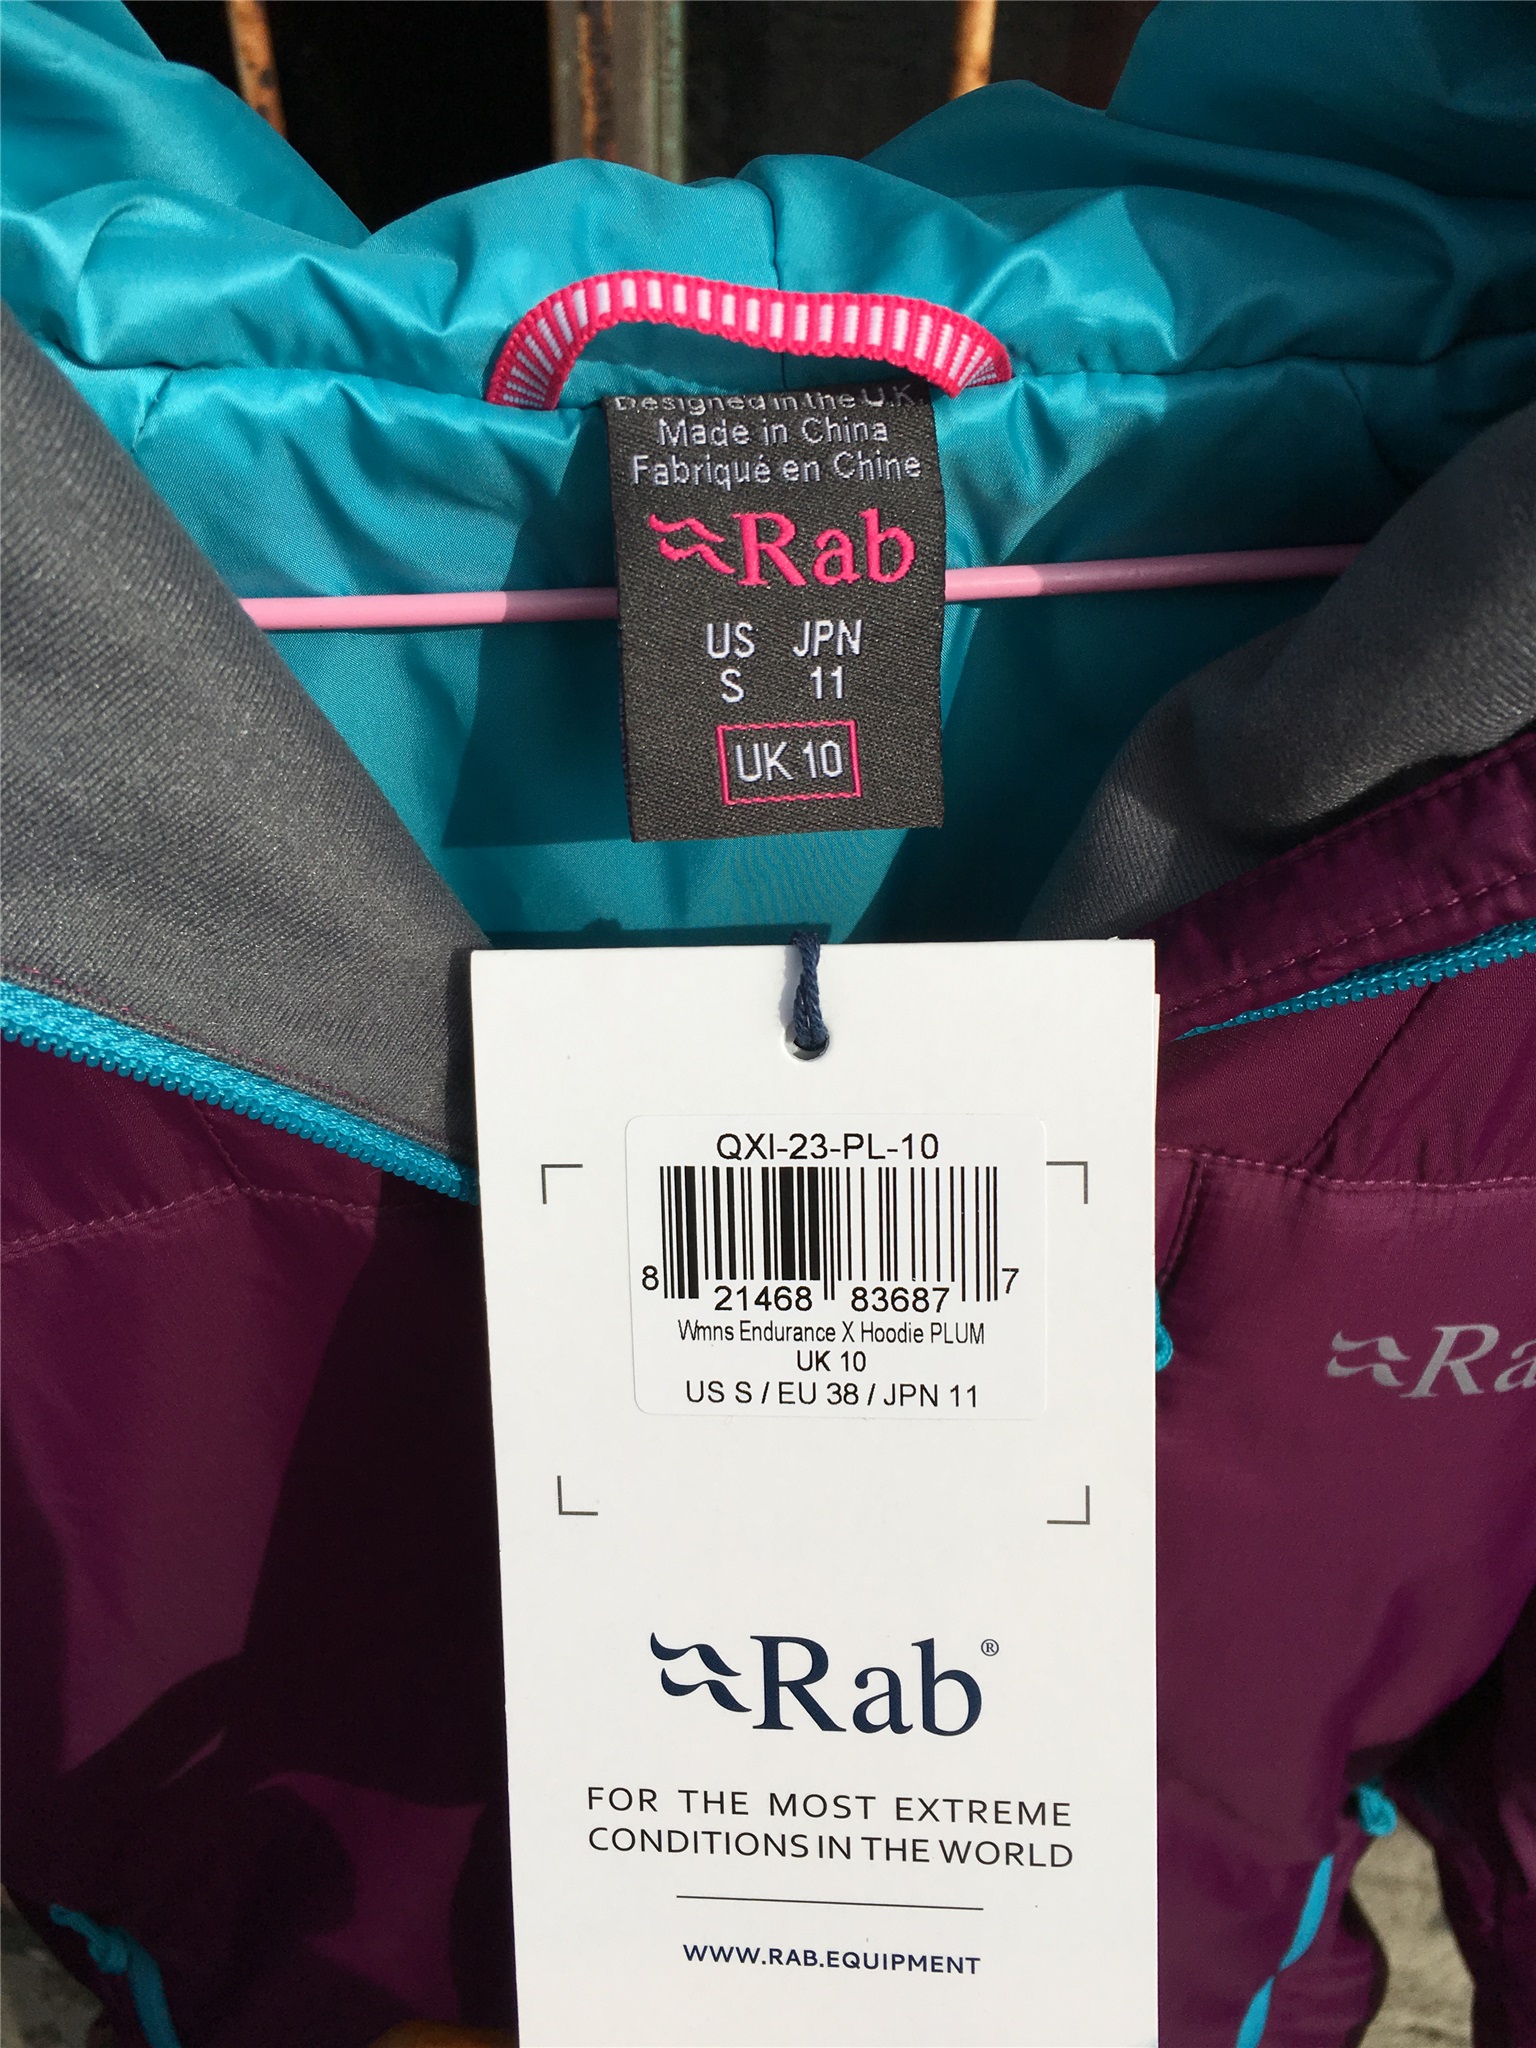 Designed in the U.K.
Made in China
Fabriqué en Chine
Rab
US JPN
S 11
UK 10
QXI-23-PL-10
8 21468 83687 7
Wmns Endurance X Hoodie PLUM
UK 10
US S / EU 38 / JPN 11
Ra
Rab®
FOR THE MOST EXTREME
CONDITIONS IN THE WORLD
WWW.RAB.EQUIPMENT